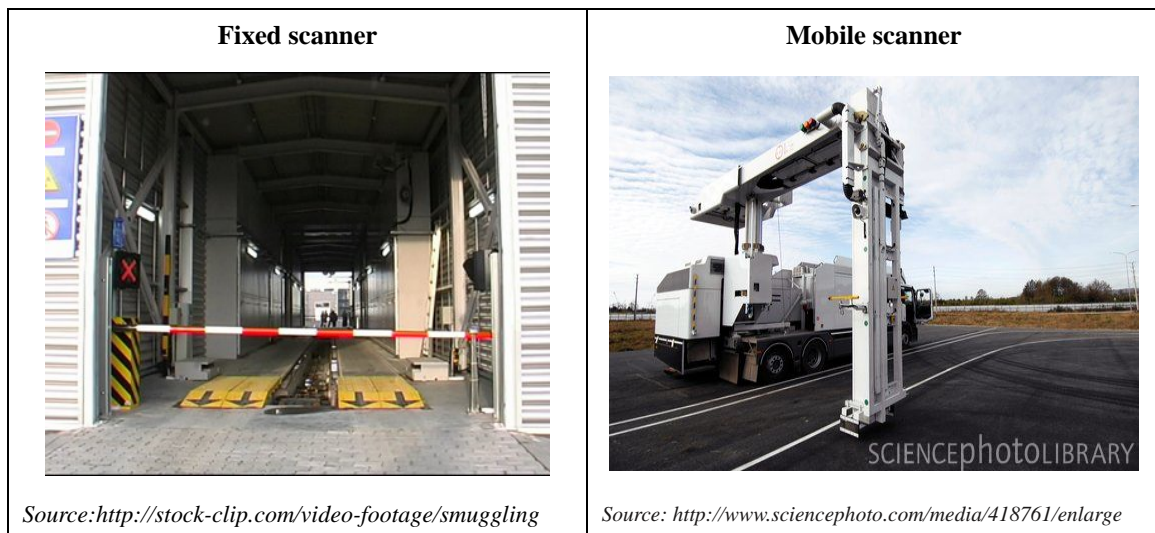 Fixed scanner
Mobile scanner
SCIENCEPHOTOLIBRARY
Source:http://stock-clip.com/video-footage/smuggling
Source: http://www.sciencephoto.com/media/418761/enlarge